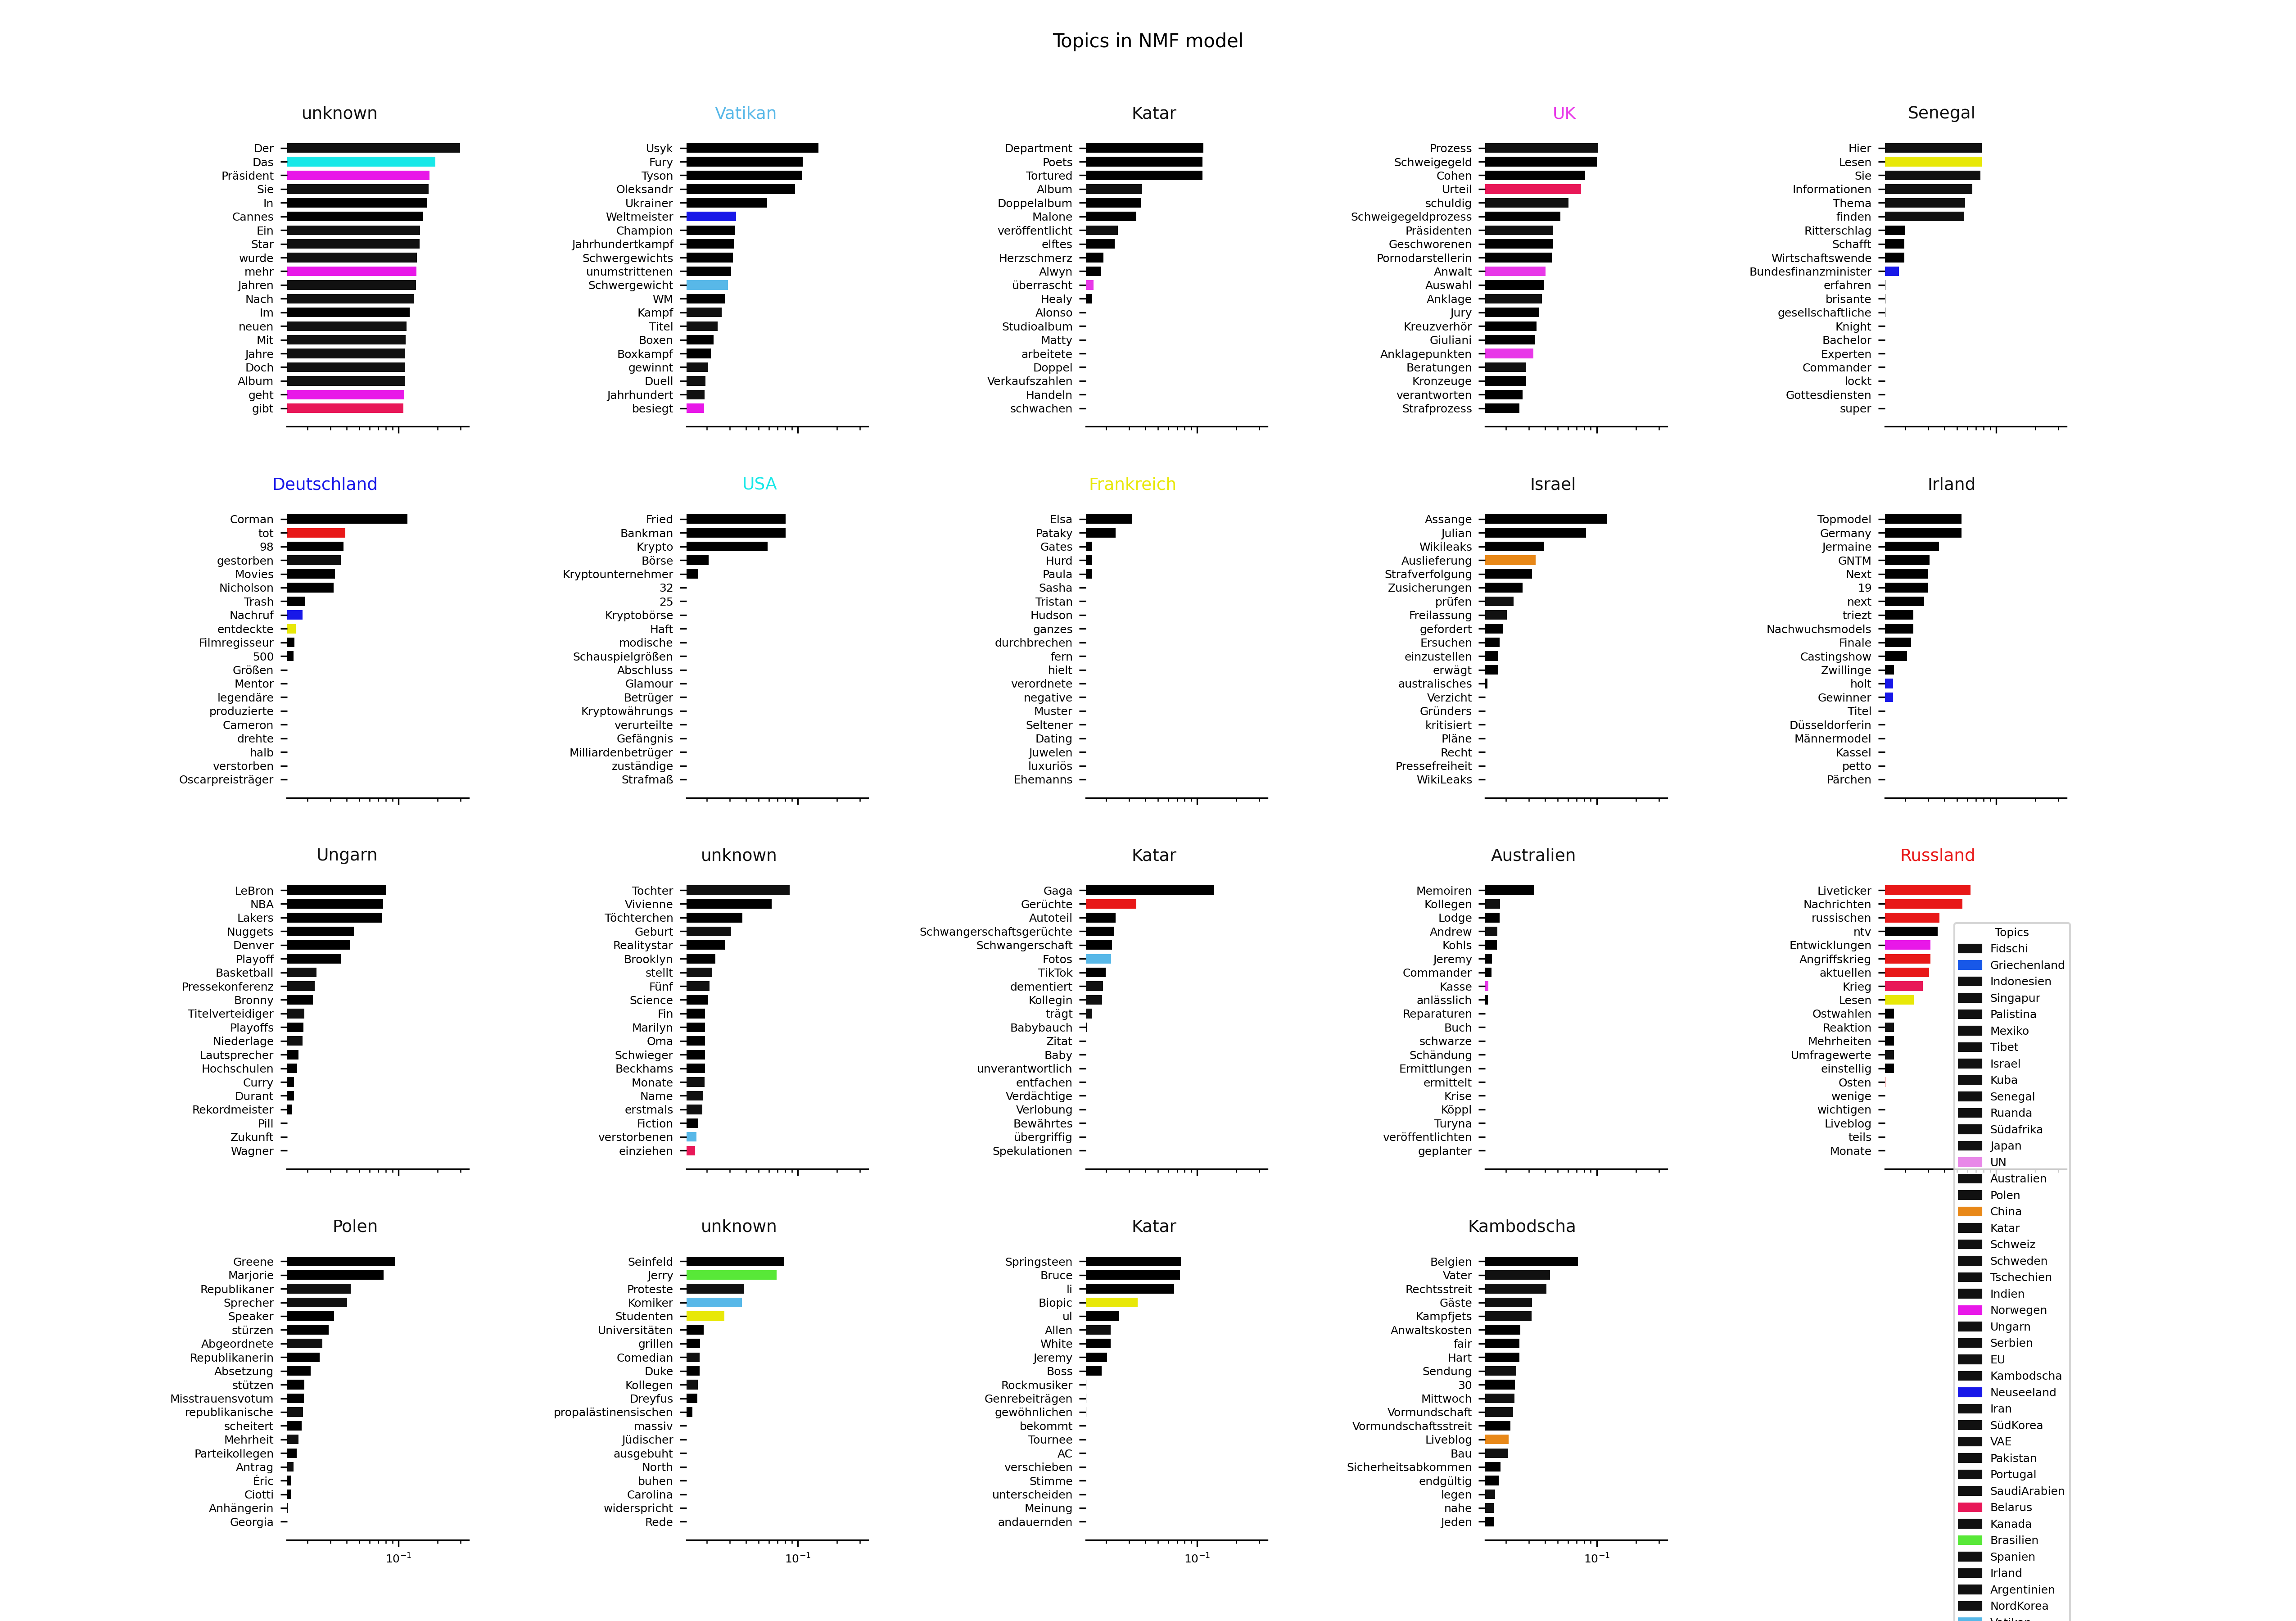 Topics in NMF model
unknown
Der
Das
Präsident
Sie
In
Cannes
Ein
Star
wurde
mehr
Jahren
Nach
Im
neuen
Mit
Jahre
Doch
Album
geht
gibt
Vatikan
Usyk
Fury
Tyson
Oleksandr
Ukrainer
Weltmeister
Champion
Jahrhundertkampf
Schwergewichts
unumstrittenen
Schwergewicht
WM
Kampf
Titel
Boxen
Boxkampf
gewinnt
Duell
Jahrhundert
besiegt
Katar
Department
Poets
Tortured
Album
Doppelalbum
Malone
veröffentlicht
elftes
Herzschmerz
Alwyn
überrascht
Healy
Alonso
Studioalbum
Matty
arbeitete
Doppel
Verkaufszahlen
Handeln
schwachen
UK
Prozess
Schweigegeld
Cohen
Urteil
schuldig
Schweigegeldprozess
Präsidenten
Geschworenen
Pornodarstellerin
Anwalt
Auswahl
Anklage
Jury
Kreuzverhör
Giuliani
Anklagepunkten
Beratungen
Kronzeuge
verantworten
Strafprozess
Senegal
Hier
Lesen
Sie
Informationen
Thema
finden
Ritterschlag
Schafft
Wirtschaftswende
Bundesfinanzminister
erfahren
brisante
gesellschaftliche
Knight
Bachelor
Experten
Commander
lockt
Gottesdiensten
super
Deutschland
Corman
tot
98
gestorben
Movies
Nicholson
Trash
Nachruf
entdeckte
Filmregisseur
500
Größen
Mentor
legendäre
produzierte
Cameron
drehte
halb
verstorben
Oscarpreisträger
USA
Fried
Bankman
Krypto
Börse
Kryptounternehmer
32
25
Kryptobörse
Haft
modische
Schauspielgrößen
Abschluss
Glamour
Betrüger
Kryptowährungs
verurteilte
Gefängnis
Milliardenbetrüger
zuständige
Strafmaß
Frankreich
Elsa
Pataky
Gates
Hurd
Paula
Sasha
Tristan
Hudson
ganzes
durchbrechen
fern
hielt
verordnete
negative
Muster
Seltener
Dating
Juwelen
luxuriös
Ehemanns
Israel
Assange
Julian
Wikileaks
Auslieferung
Strafverfolgung
Zusicherungen
prüfen
Freilassung
gefordert
Ersuchen
einzustellen
erwägt
australisches
Verzicht
Gründers
kritisiert
Pläne
Recht
Pressefreiheit
WikiLeaks
Irland
Topmodel
Germany
Jermaine
GNTM
Next
19
next
triezt
Nachwuchsmodels
Finale
Castingshow
Zwillinge
holt
Gewinner
Titel
Düsseldorferin
Männermodel
Kassel
petto
Pärchen
Ungarn
LeBron
NBA
Lakers
Nuggets
Denver
Playoff
Basketball
Pressekonferenz
Bronny
Titelverteidiger
Playoffs
Niederlage
Lautsprecher
Hochschulen
Curry
Durant
Rekordmeister
Pill
Zukunft
Wagner
unknown
Tochter
Vivienne
Töchterchen
Geburt
Realitystar
Brooklyn
stellt
Fünf
Science
Fin
Marilyn
Oma
Schwieger
Beckhams
Monate
Name
erstmals
Fiction
verstorbenen
einziehen
Katar
Gaga
Gerüchte
Autoteil
Schwangerschaftsgerüchte
Schwangerschaft
Fotos
TikTok
dementiert
Kollegin
trägt
Babybauch
Zitat
Baby
unverantwortlich
entfachen
Verdächtige
Verlobung
Bewährtes
übergriffig
Spekulationen
Australien
Memoiren
Kollegen
Lodge
Andrew
Kohls
Jeremy
Commander
Kasse
anlässlich
Reparaturen
Buch
schwarze
Schändung
Ermittlungen
ermittelt
Krise
Köppl
Turyna
veröffentlichten
geplanter
Russland
Liveticker
Nachrichten
russischen
ntv
Entwicklungen
Angriffskrieg
aktuellen
Krieg
Lesen
Ostwahlen
Reaktion
Mehrheiten
Umfragewerte
einstellig
Osten
wenige
wichtigen
Liveblog
teils
Monate
Polen
Greene
Marjorie
Republikaner
Sprecher
Speaker
stürzen
Abgeordnete
Republikanerin
Absetzung
stützen
Misstrauensvotum
republikanische
scheitert
Mehrheit
Parteikollegen
Antrag
Éric
Ciotti
Anhängerin
Georgia
10⁻¹
unknown
Seinfeld
Jerry
Proteste
Komiker
Studenten
Universitäten
grillen
Comedian
Duke
Kollegen
Dreyfus
propalästinensischen
massiv
Jüdischer
ausgebuht
North
buhen
Carolina
widerspricht
Rede
10⁻¹
Katar
Springsteen
Bruce
li
Biopic
ul
Allen
White
Jeremy
Boss
Rockmusiker
Genrebeiträgen
gewöhnlichen
bekommt
Tournee
AC
verschieben
Stimme
unterscheiden
Meinung
andauernden
10⁻¹
Kambodscha
Belgien
Vater
Rechtsstreit
Gäste
Kampfjets
Anwaltskosten
fair
Hart
Sendung
30
Mittwoch
Vormundschaft
Vormundschaftsstreit
Liveblog
Bau
Sicherheitsabkommen
endgültig
legen
nahe
Jeden
10⁻¹
Topics
Fidschi
Griechenland
Indonesien
Singapur
Palistina
Mexiko
Tibet
Israel
Kuba
Senegal
Ruanda
Südafrika
Japan
UN
Australien
Polen
China
Katar
Schweiz
Schweden
Tschechien
Indien
Norwegen
Ungarn
Serbien
EU
Kambodscha
Neuseeland
Iran
SüdKorea
VAE
Pakistan
Portugal
SaudiArabien
Belarus
Kanada
Brasilien
Spanien
Irland
Argentinien
NordKorea